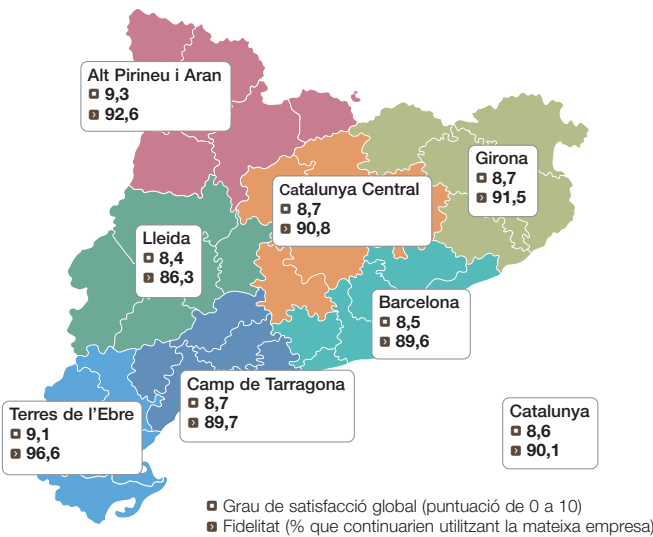 Alt Pirineu i Aran
9,3
92,6
Girona
8,7
91,5
Catalunya Central
8,7
90,8
Lleida
8,4
86,3
Barcelona
8,5
89,6
Camp de Tarragona
8,7
89,7
Terres de l'Ebre
9,1
96,6
Catalunya
8,6
90,1
Grau de satisfacció global (puntuació de 0 a 10)
Fidelitat (% que continuarien utilitzant la mateixa empresa)